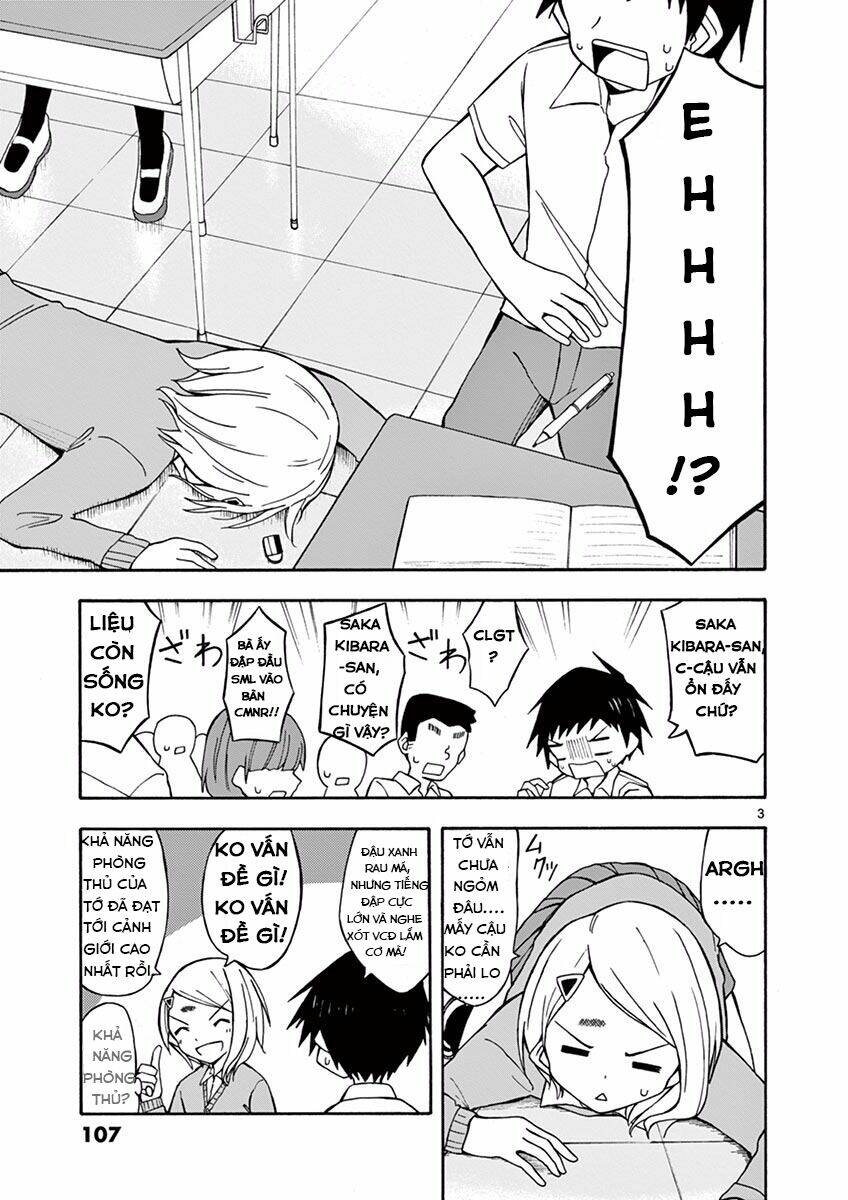 E
H
H
H
H
!?
SAKA
KIBARA-SAN,
C-CẬU VẪN
ỔN ĐẤY
CHỨ?
CLGT
?
SAKA
KIBARA
-SAN,
CÓ
CHUYỆN
GÌ VẬY?
ざわ
BÀ ẤY
ĐẬP ĐẦU
SML VÀO
BÀN
CMNR!!
ざわ
LIỆU
CÒN
SỐNG
KO?
3
ARGH
.....
ムクッ
TỚ VẪN
CHƯA
NGỎM
ĐÂU....
MẤY CẬU
KO CẦN
PHẢI LO
.....
ĐẬU XANH
RAU MÁ,
NHƯNG TIẾNG
ĐẬP CỰC
LỚN VÀ NGHE
XÓT VCĐ LẮM
CƠ MÀ!
KO VẤN
ĐỀ GÌ!
KO VẤN
ĐỀ GÌ!
KHẢ NĂNG
PHÒNG
THỦ CỦA
TỚ ĐÃ ĐẠT
TỚI CẢNH
GIỚI CAO
NHẤT RỒI.
KHẢ
NĂNG
PHÒNG
THỦ?
107